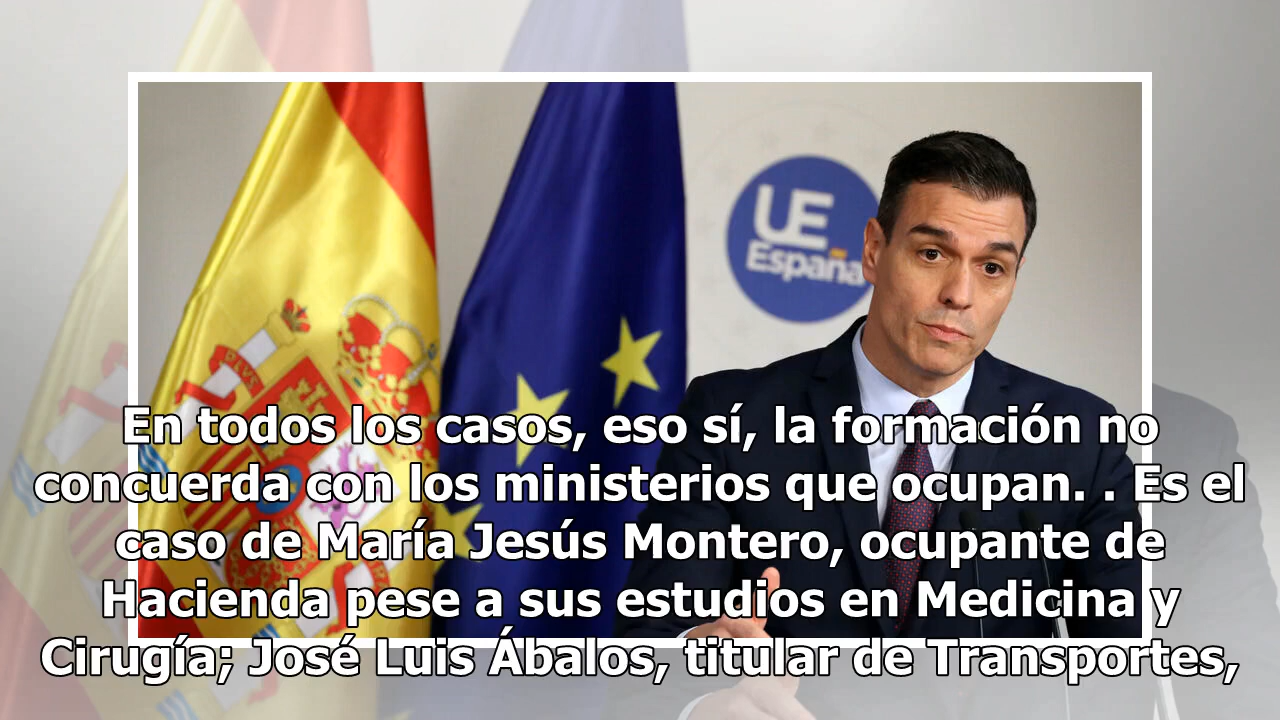 DEVS
UE
España
En todos los casos, eso sí, la formación no
concuerda con los ministerios que ocupan. . Es el
caso de María Jesús Montero, ocupante de
Hacienda pese a sus estudios en Medicina y
Cirugía; José Luis Ábalos, titular de Transportes,